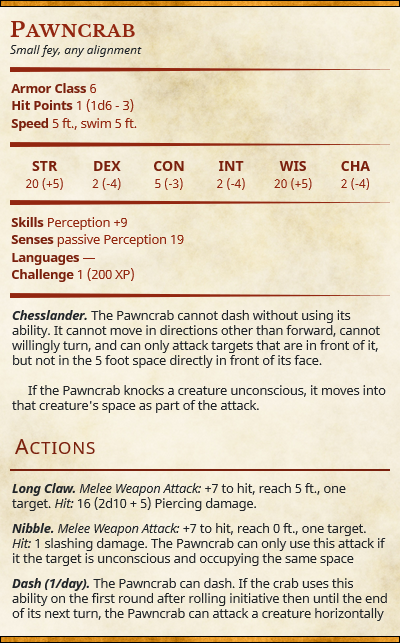 Pawncrab
Small fey, any alignment
Armor Class 6
Hit Points 1 (1d6 - 3)
Speed 5 ft., swim 5 ft.
STR DEX CON INT WIS CHA
20 (+5) 2 (-4) 5 (-3) 2 (-4) 20 (+5) 2 (-4)
Skills Perception +9
Senses passive Perception 19
Languages —
Challenge 1 (200 XP)
Chesslander. The Pawncrab cannot dash without using its
ability. It cannot move in directions other than forward, cannot
willingly turn, and can only attack targets that are in front of it,
but not in the 5 foot space directly in front of its face.
If the Pawncrab knocks a creature unconscious, it moves into
that creature's space as part of the attack.
Actions
Long Claw. Melee Weapon Attack: +7 to hit, reach 5 ft., one
target. Hit: 16 (2d10 + 5) Piercing damage.
Nibble. Melee Weapon Attack: +7 to hit, reach 0 ft., one target.
Hit: 1 slashing damage. The Pawncrab can only use this attack if
it the target is unconscious and occupying the same space
Dash (1/day). The Pawncrab can dash. If the crab uses this
ability on the first round after rolling initiative then until the end
of its next turn, the Pawncrab can attack a creature horizontally